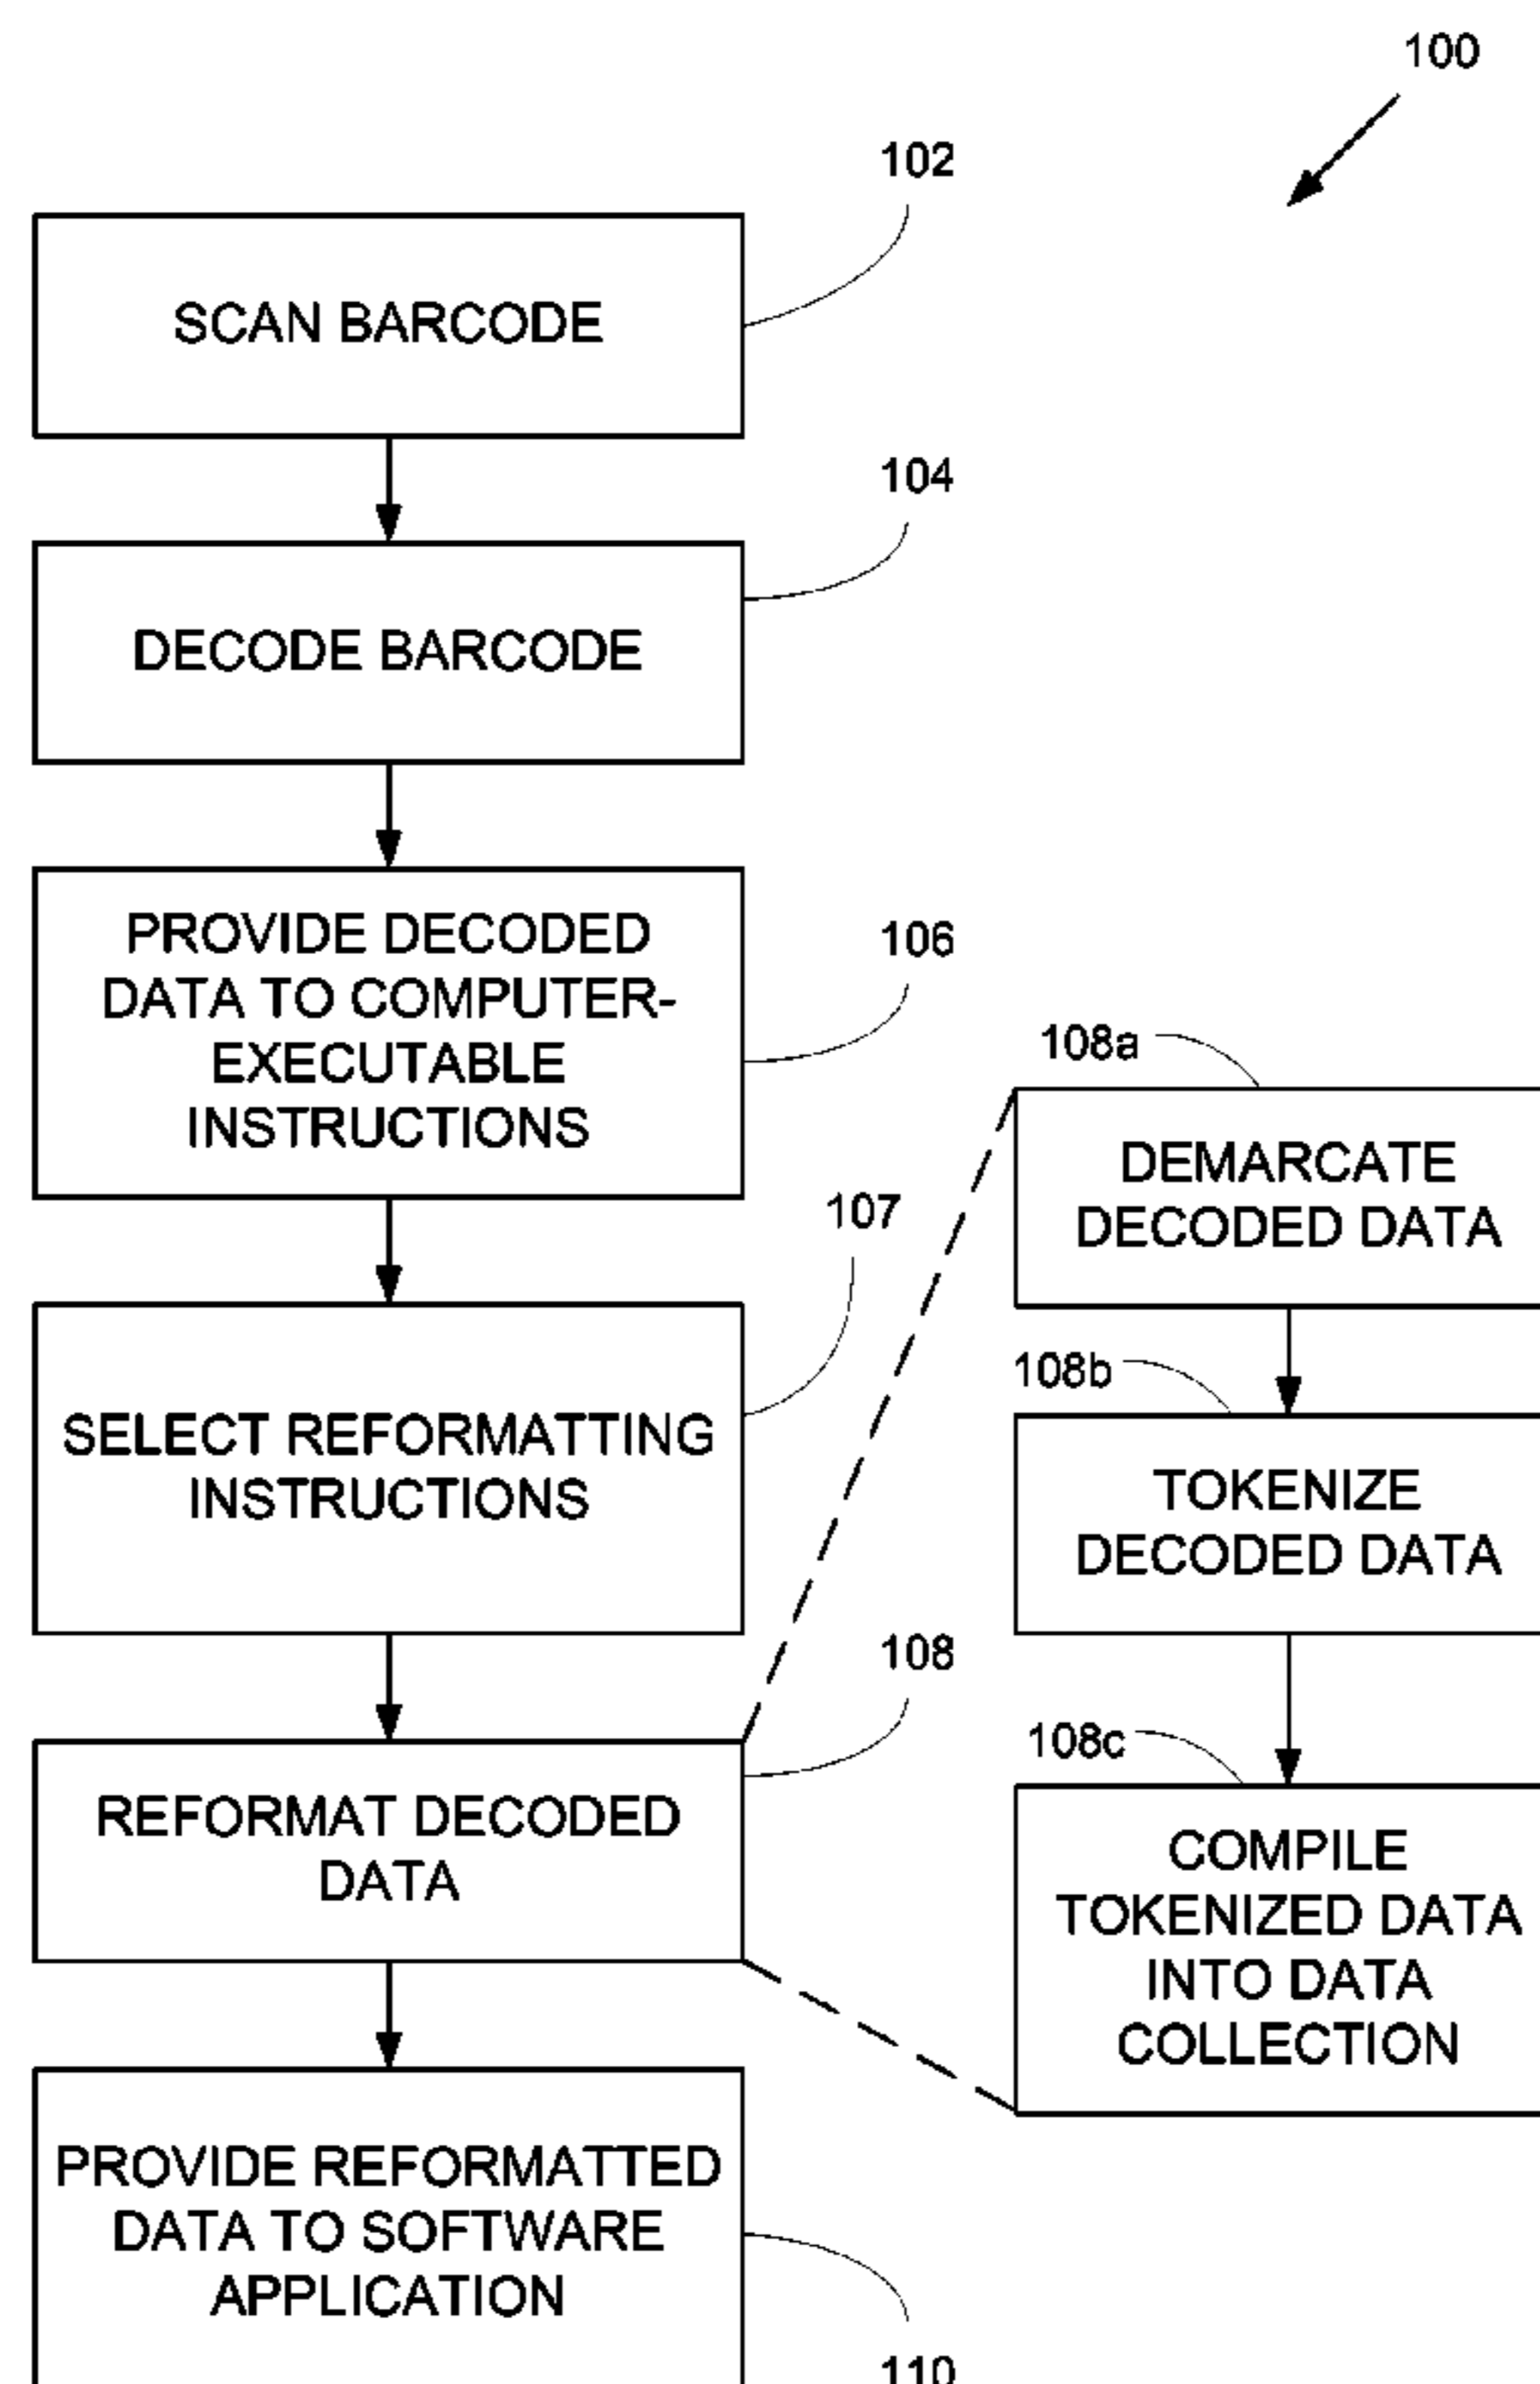 100
102
SCAN BARCODE
104
DECODE BARCODE
106
PROVIDE DECODED
DATA TO COMPUTER-
EXECUTABLE
INSTRUCTIONS
107
SELECT REFORMATTING
INSTRUCTIONS
108
REFORMAT DECODED
DATA
108a
DEMARCATE
DECODED DATA
108b
TOKENIZE
DECODED DATA
108c
COMPILE
TOKENIZED DATA
INTO DATA
COLLECTION
PROVIDE REFORMATTED
DATA TO SOFTWARE
APPLICATION
110